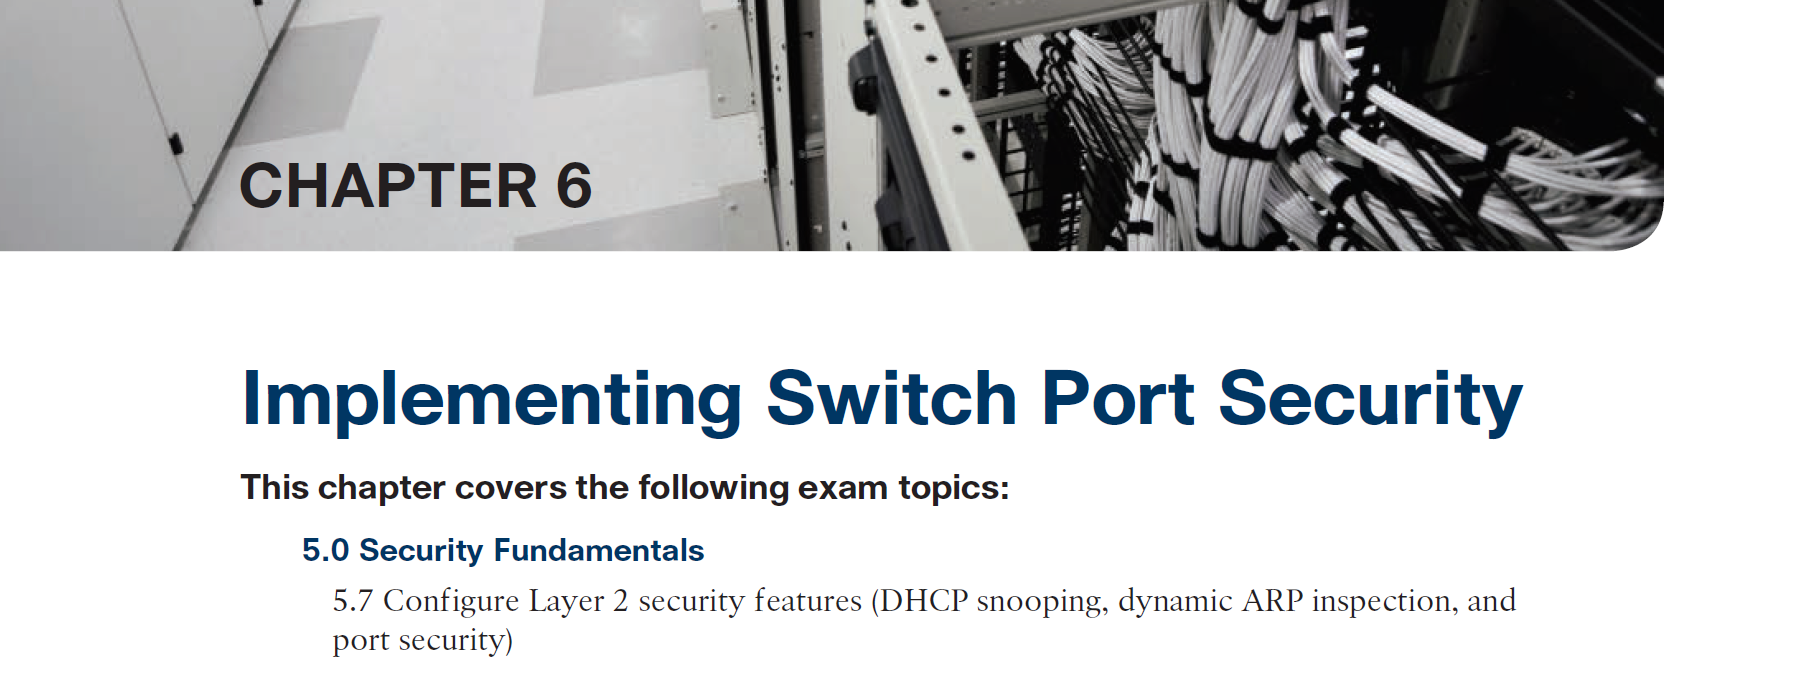 CHAPTER 6
Implementing Switch Port Security
This chapter covers the following exam topics:
5.0 Security Fundamentals
5.7 Configure Layer 2 security features (DHCP snooping, dynamic ARP inspection, and
port security)